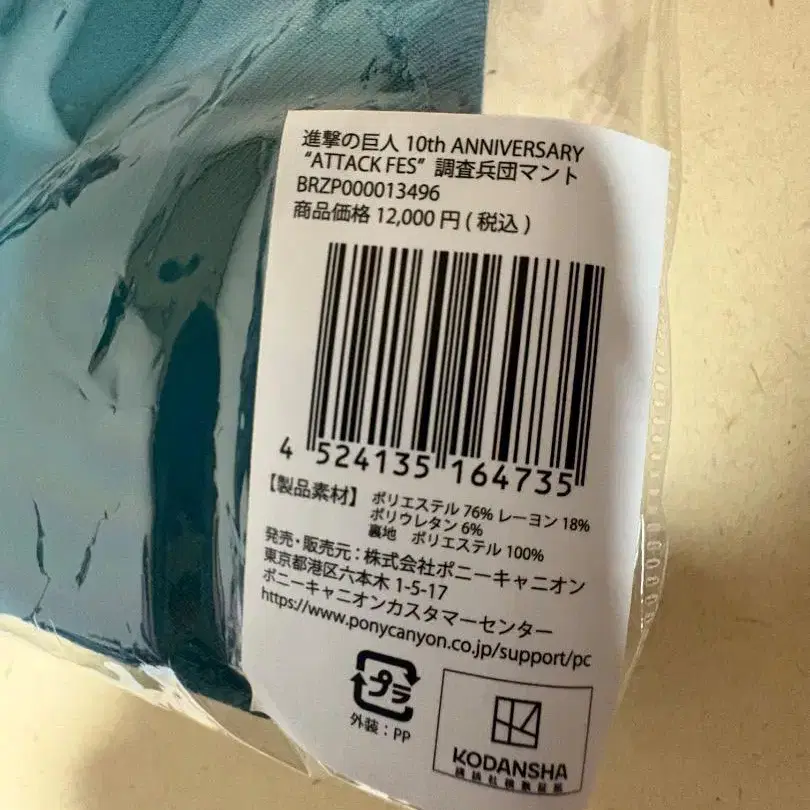 進撃の巨人 10th ANNIVERSARY
“ATTACK FES” 調査兵団マント
BRZP000013496
商品価格 12,000 円 ( 税込 )
4 524135 164735
【製品素材】 ポリエステル 76% レーヨン 18%
ポリウレタン 6%
裏地 ポリエステル 100%
発売・販売元：株式会社ポニーキャニオン
東京都港区六本木 1-5-17
ポニーキャニオンカスタマーセンター
https://www.ponycanyon.co.jp/support/pc
プラ
外装：PP
KODANSHA